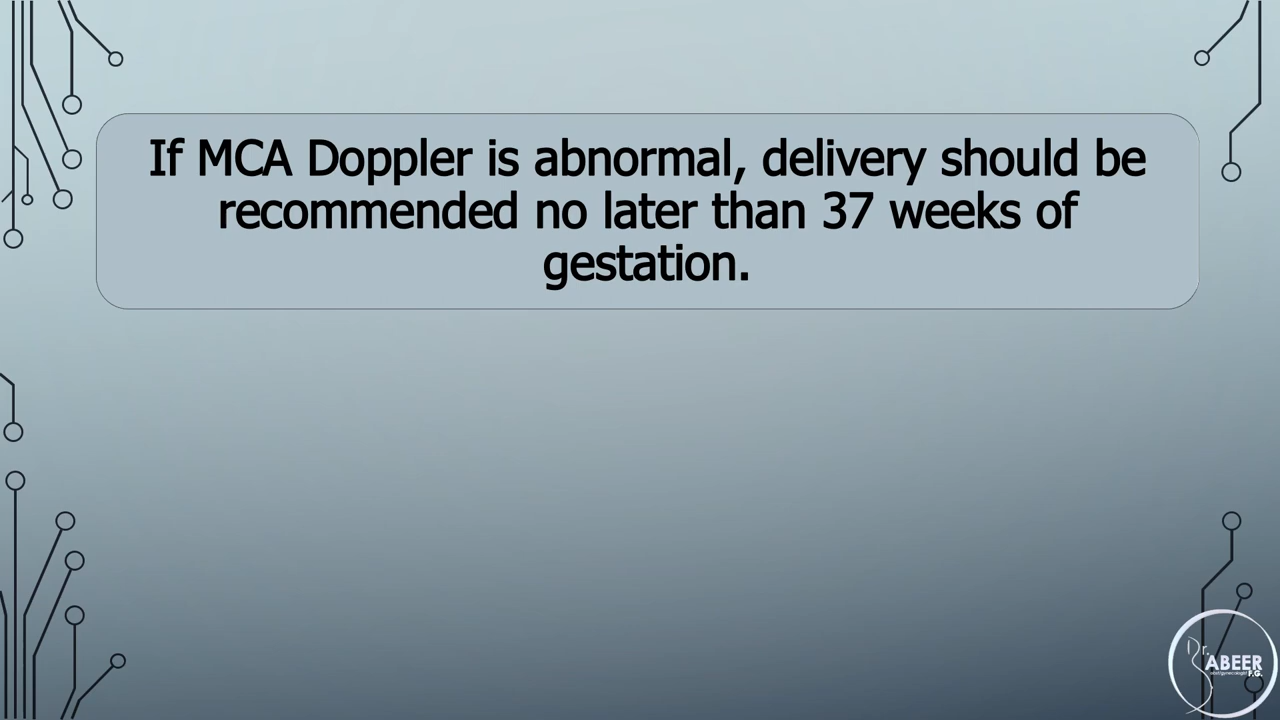 If MCA Doppler is abnormal, delivery should be
recommended no later than 37 weeks of
gestation.
Dr.
ABEER
F.G.